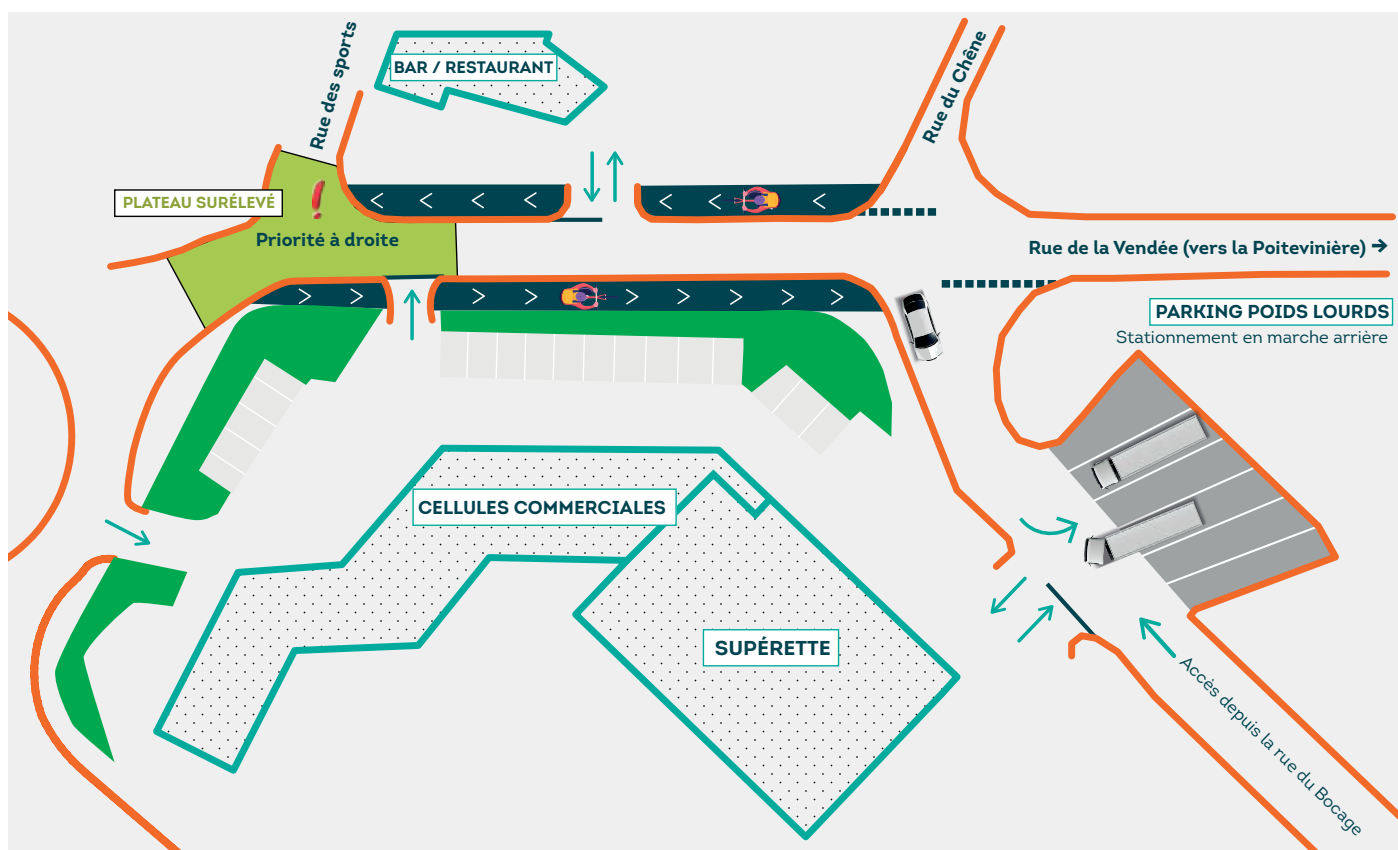 Rue des sports
BAR / RESTAURANT
Rue du Chêne
PLATEAU SURÉLEVÉ
Priorité à droite
Rue de la Vendée (vers la Poitevinière) →
PARKING POIDS LOURDS
Stationnement en marche arrière
CELLULES COMMERCIALES
SUPÉRETTE
Accès depuis la rue du Bocage